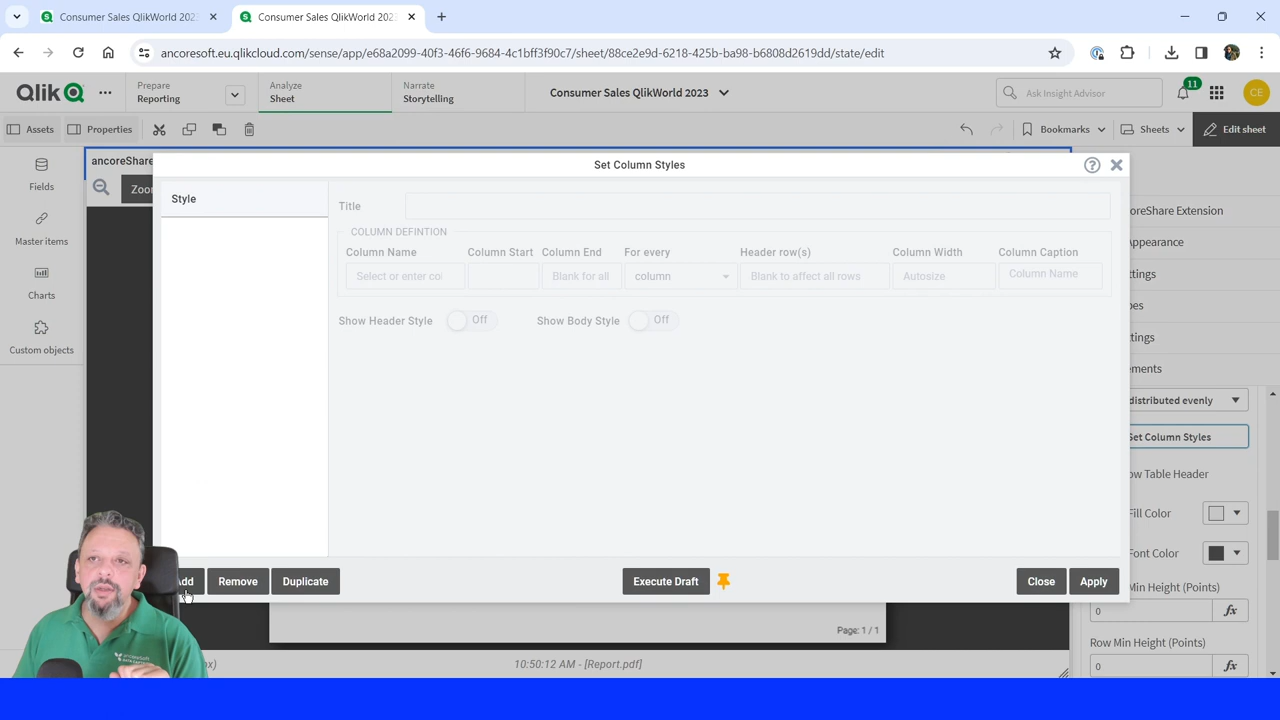 Consumer Sales QlikWorld 202
Consumer Sales QlikWorld 202
ancoresoft.eu.qlikcloud.com/sense/app/e68a2099-40f3-46f6-9684-4c1bff3f90c7/sheet/88ce2e9d-6218-425b-ba98-b6808d2619dd/state/edit
Qlik
Prepare
Reporting
Analyze
Sheet
Narrate
Storytelling
Consumer Sales QlikWorld 2023
Ask Insight Advisor
11
CE
Assets
Properties
Bookmarks
Sheets
Edit sheet
Fields
Master items
Charts
Custom objects
ancoreShare
Zoo
Set Column Styles
Style
Title
COLUMN DEFINTION
Column Name Column Start Column End For every Header row(s) Column Width Column Caption
Select or enter co Blank for all column Blank to affect all rows Autosize Column Name
Show Header Style Off Show Body Style Off
dd Remove Duplicate Execute Draft Close Apply
oreShare Extension
Appearance
ttings
pes
ttings
ments
distributed evenly
Set Column Styles
ow Table Header
Fill Color
Font Color
Min Height (Points)
0
Row Min Height (Points)
0
Page: 1 / 1
ax) 10:50:12 AM - [Report.pdf]